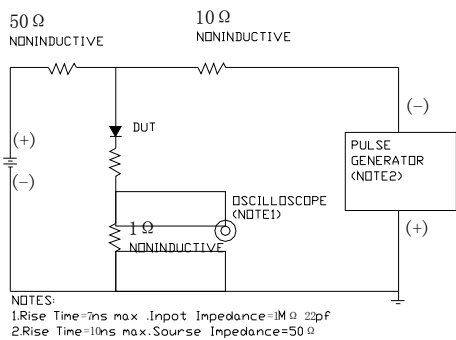 50 Ω
NONINDUCTIVE
10 Ω
NONINDUCTIVE
(+)
(−)
DUT
1 Ω
NONINDUCTIVE
OSCILLOSCOPE
(NOTE1)
(−)
PULSE
GENERATOR
(NOTE2)
(+)
NOTES:
1.Rise Time=7ns max .Inpot Impedance=1M Ω 22pf
2.Rise Time=10ns max.Sourse Impedance=50 Ω